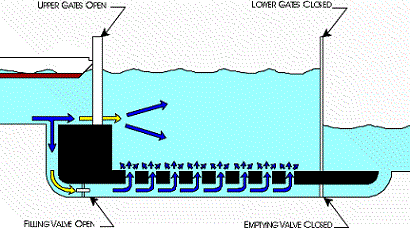 UPPER GATES OPEN
LOWER GATES CLOSED
FILLING VALVE OPEN
EMPTYING VALVE CLOSED